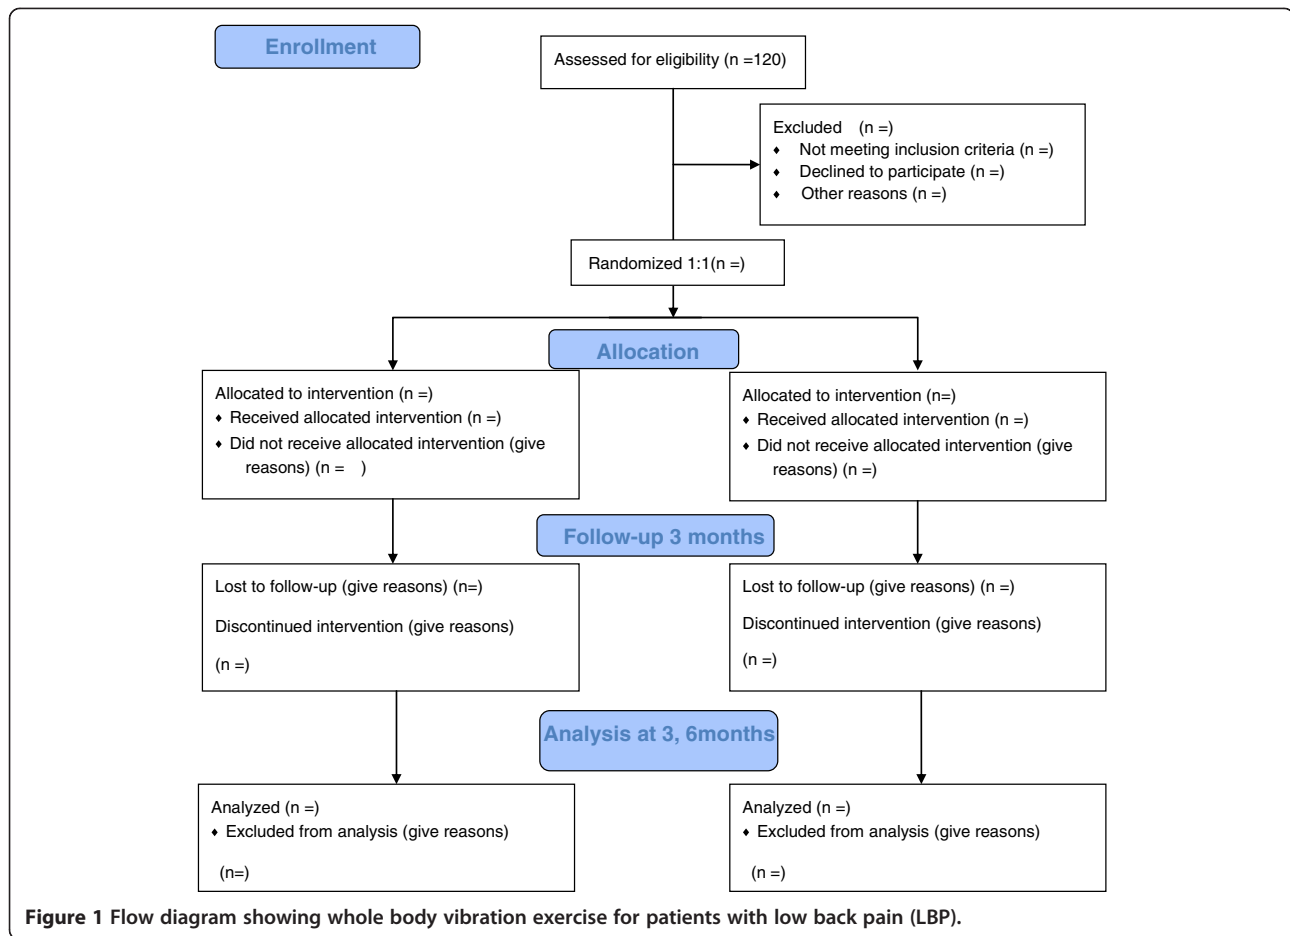 Enrollment
Assessed for eligibility (n =120)
Excluded (n =)
♦ Not meeting inclusion criteria (n =)
♦ Declined to participate (n =)
♦ Other reasons (n =)
Randomized 1:1(n =)
Allocation
Allocated to intervention (n =)
♦ Received allocated intervention (n =)
♦ Did not receive allocated intervention (give
reasons) (n = )
Allocated to intervention (n=)
♦ Received allocated intervention (n =)
♦ Did not receive allocated intervention (give
reasons) (n =)
Follow-up 3 months
Lost to follow-up (give reasons) (n=)
Discontinued intervention (give reasons)
(n =)
Lost to follow-up (give reasons) (n =)
Discontinued intervention (give reasons)
(n =)
Analysis at 3, 6months
Analyzed (n =)
♦ Excluded from analysis (give reasons)
(n=)
Analyzed (n =)
♦ Excluded from analysis (give reasons)
(n =)
Figure 1 Flow diagram showing whole body vibration exercise for patients with low back pain (LBP).